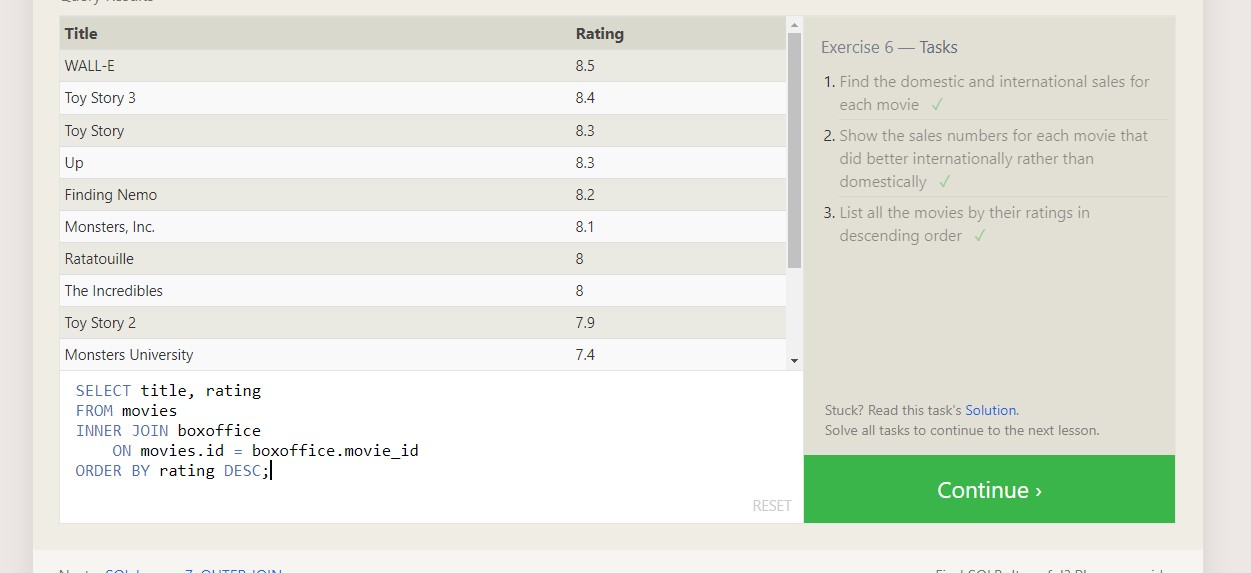 Query Results
Title Rating
WALL-E 8.5
Toy Story 3 8.4
Toy Story 8.3
Up 8.3
Finding Nemo 8.2
Monsters, Inc. 8.1
Ratatouille 8
The Incredibles 8
Toy Story 2 7.9
Monsters University 7.4
SELECT title, rating
FROM movies
INNER JOIN boxoffice
ON movies.id = boxoffice.movie_id
ORDER BY rating DESC;
RESET
Exercise 6 — Tasks
1. Find the domestic and international sales for
each movie ✓
2. Show the sales numbers for each movie that
did better internationally rather than
domestically ✓
3. List all the movies by their ratings in
descending order ✓
Stuck? Read this task's Solution.
Solve all tasks to continue to the next lesson.
Continue ›